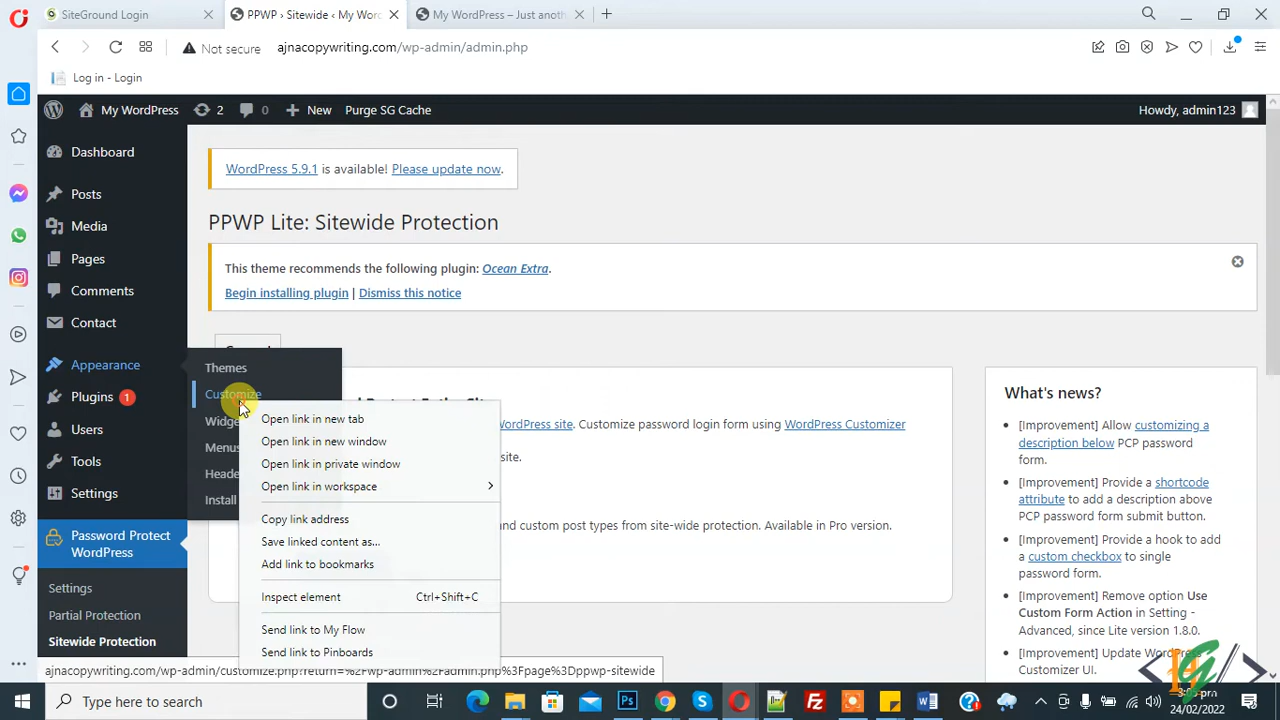 SiteGround Login
PPWP › Sitewide ‹ My Wor
My WordPress – Just anoth
Not secure
ajnacopywriting.com/wp-admin/admin.php
Log in - Login
My WordPress
2
0
New
Purge SG Cache
Howdy, admin123
Dashboard
Posts
Media
Pages
Comments
Contact
Appearance
Plugins 1
Users
Tools
Settings
Password Protect
WordPress
Settings
Partial Protection
Sitewide Protection
WordPress 5.9.1 is available! Please update now.
PPWP Lite: Sitewide Protection
This theme recommends the following plugin: Ocean Extra.
Begin installing plugin | Dismiss this notice
Themes
Customize
Widge
Menus
Heade
Install
Open link in new tab
Open link in new window
Open link in private window
Open link in workspace
Copy link address
Save linked content as...
Add link to bookmarks
Inspect element Ctrl+Shift+C
Send link to My Flow
Send link to Pinboards
WordPress site. Customize password login form using WordPress Customizer
site.
and custom post types from site-wide protection. Available in Pro version.
What's news?
[Improvement] Allow customizing a
description below PCP password
form.
[Improvement] Provide a shortcode
attribute to add a description above
PCP password form submit button.
[Improvement] Provide a hook to add
a custom checkbox to single
password form.
[Improvement] Remove option Use
Custom Form Action in Setting -
Advanced, since Lite version 1.8.0.
[Improvement] Update WordPress
Customizer UI.
ajnacopywriting.com/wp-admin/customize.php?return=%2Fwp-admin%2Fadmin.php%3Fpage%3Dppwp-sitewide
Type here to search
pm
24/02/2022